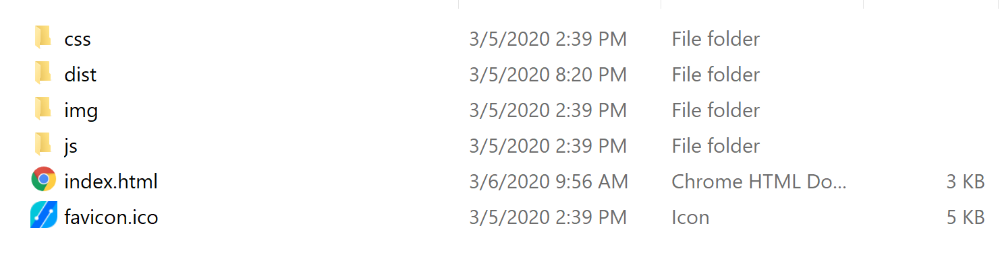 css 3/5/2020 2:39 PM File folder
dist 3/5/2020 8:20 PM File folder
img 3/5/2020 2:39 PM File folder
js 3/5/2020 2:39 PM File folder
index.html 3/6/2020 9:56 AM Chrome HTML Do... 3 KB
favicon.ico 3/5/2020 2:39 PM Icon 5 KB